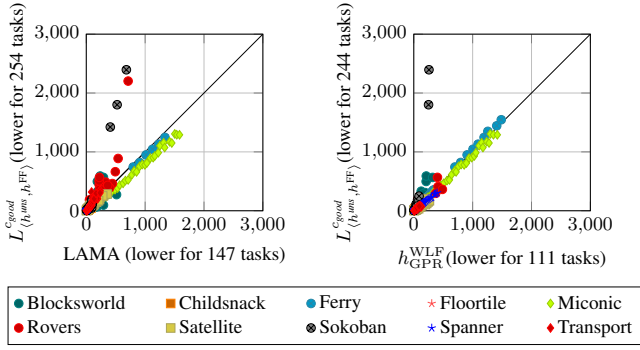 3,000
2,000
1,000
0
0 1,000 2,000 3,000
L^{c_{good}}_{⟨h^{uns}, h^{FF}⟩} (lower for 254 tasks)
LAMA (lower for 147 tasks)
3,000
2,000
1,000
0
0 1,000 2,000 3,000
L^{c_{good}}_{⟨h^{uns}, h^{FF}⟩} (lower for 244 tasks)
h^{WLF}_{GPR}(lower for 111 tasks)
Blocksworld Childsnack Ferry Floortile Miconic
Rovers Satellite Sokoban Spanner Transport